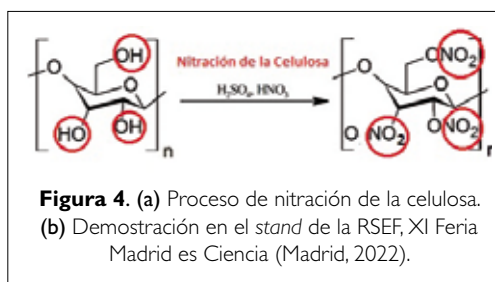 OH
Nitración de la Celulosa
ONO₂
O
O
O
O
H₂SO₄, HNO₃
HO
OH
O
NO₂
ONO₂
n
n
Figura 4. (a) Proceso de nitración de la celulosa.
(b) Demostración en el stand de la RSEF, XI Feria
Madrid es Ciencia (Madrid, 2022).